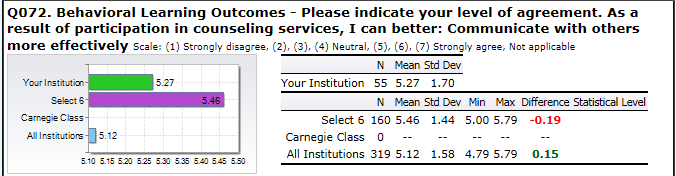 Q072. Behavioral Learning Outcomes - Please indicate your level of agreement. As a
result of participation in counseling services, I can better: Communicate with others
more effectively Scale: (1) Strongly disagree, (2), (3), (4) Neutral, (5), (6), (7) Strongly agree, Not applicable
Your Institution 5.27
Select 6 5.46
Carnegie Class
All Institutions 5.12
5.10 5.15 5.20 5.25 5.30 5.35 5.40 5.45 5.50
N Mean Std Dev
Your Institution 55 5.27 1.70
N Mean Std Dev Min Max Difference Statistical Level
Select 6 160 5.46 1.44 5.00 5.79 -0.19
Carnegie Class 0 -- -- -- -- --
All Institutions 319 5.12 1.58 4.79 5.79 0.15